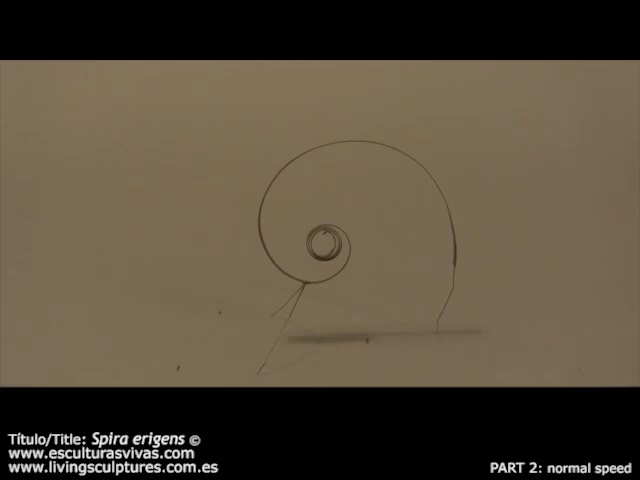 Título/Title: Spira erigens ©
www.esculturasvivas.com
www.livingsculptures.com.es
PART 2: normal speed